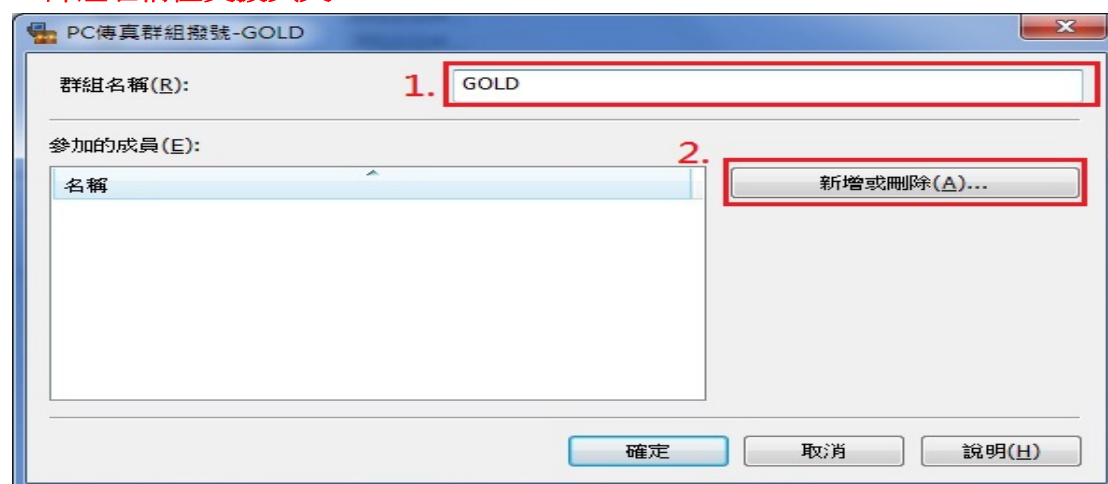 PC傳真群組撥號-GOLD
群組名稱(R):
1.
GOLD
參加的成員(E):
2.
名稱
新增或刪除(A)...
確定
取消
說明(H)